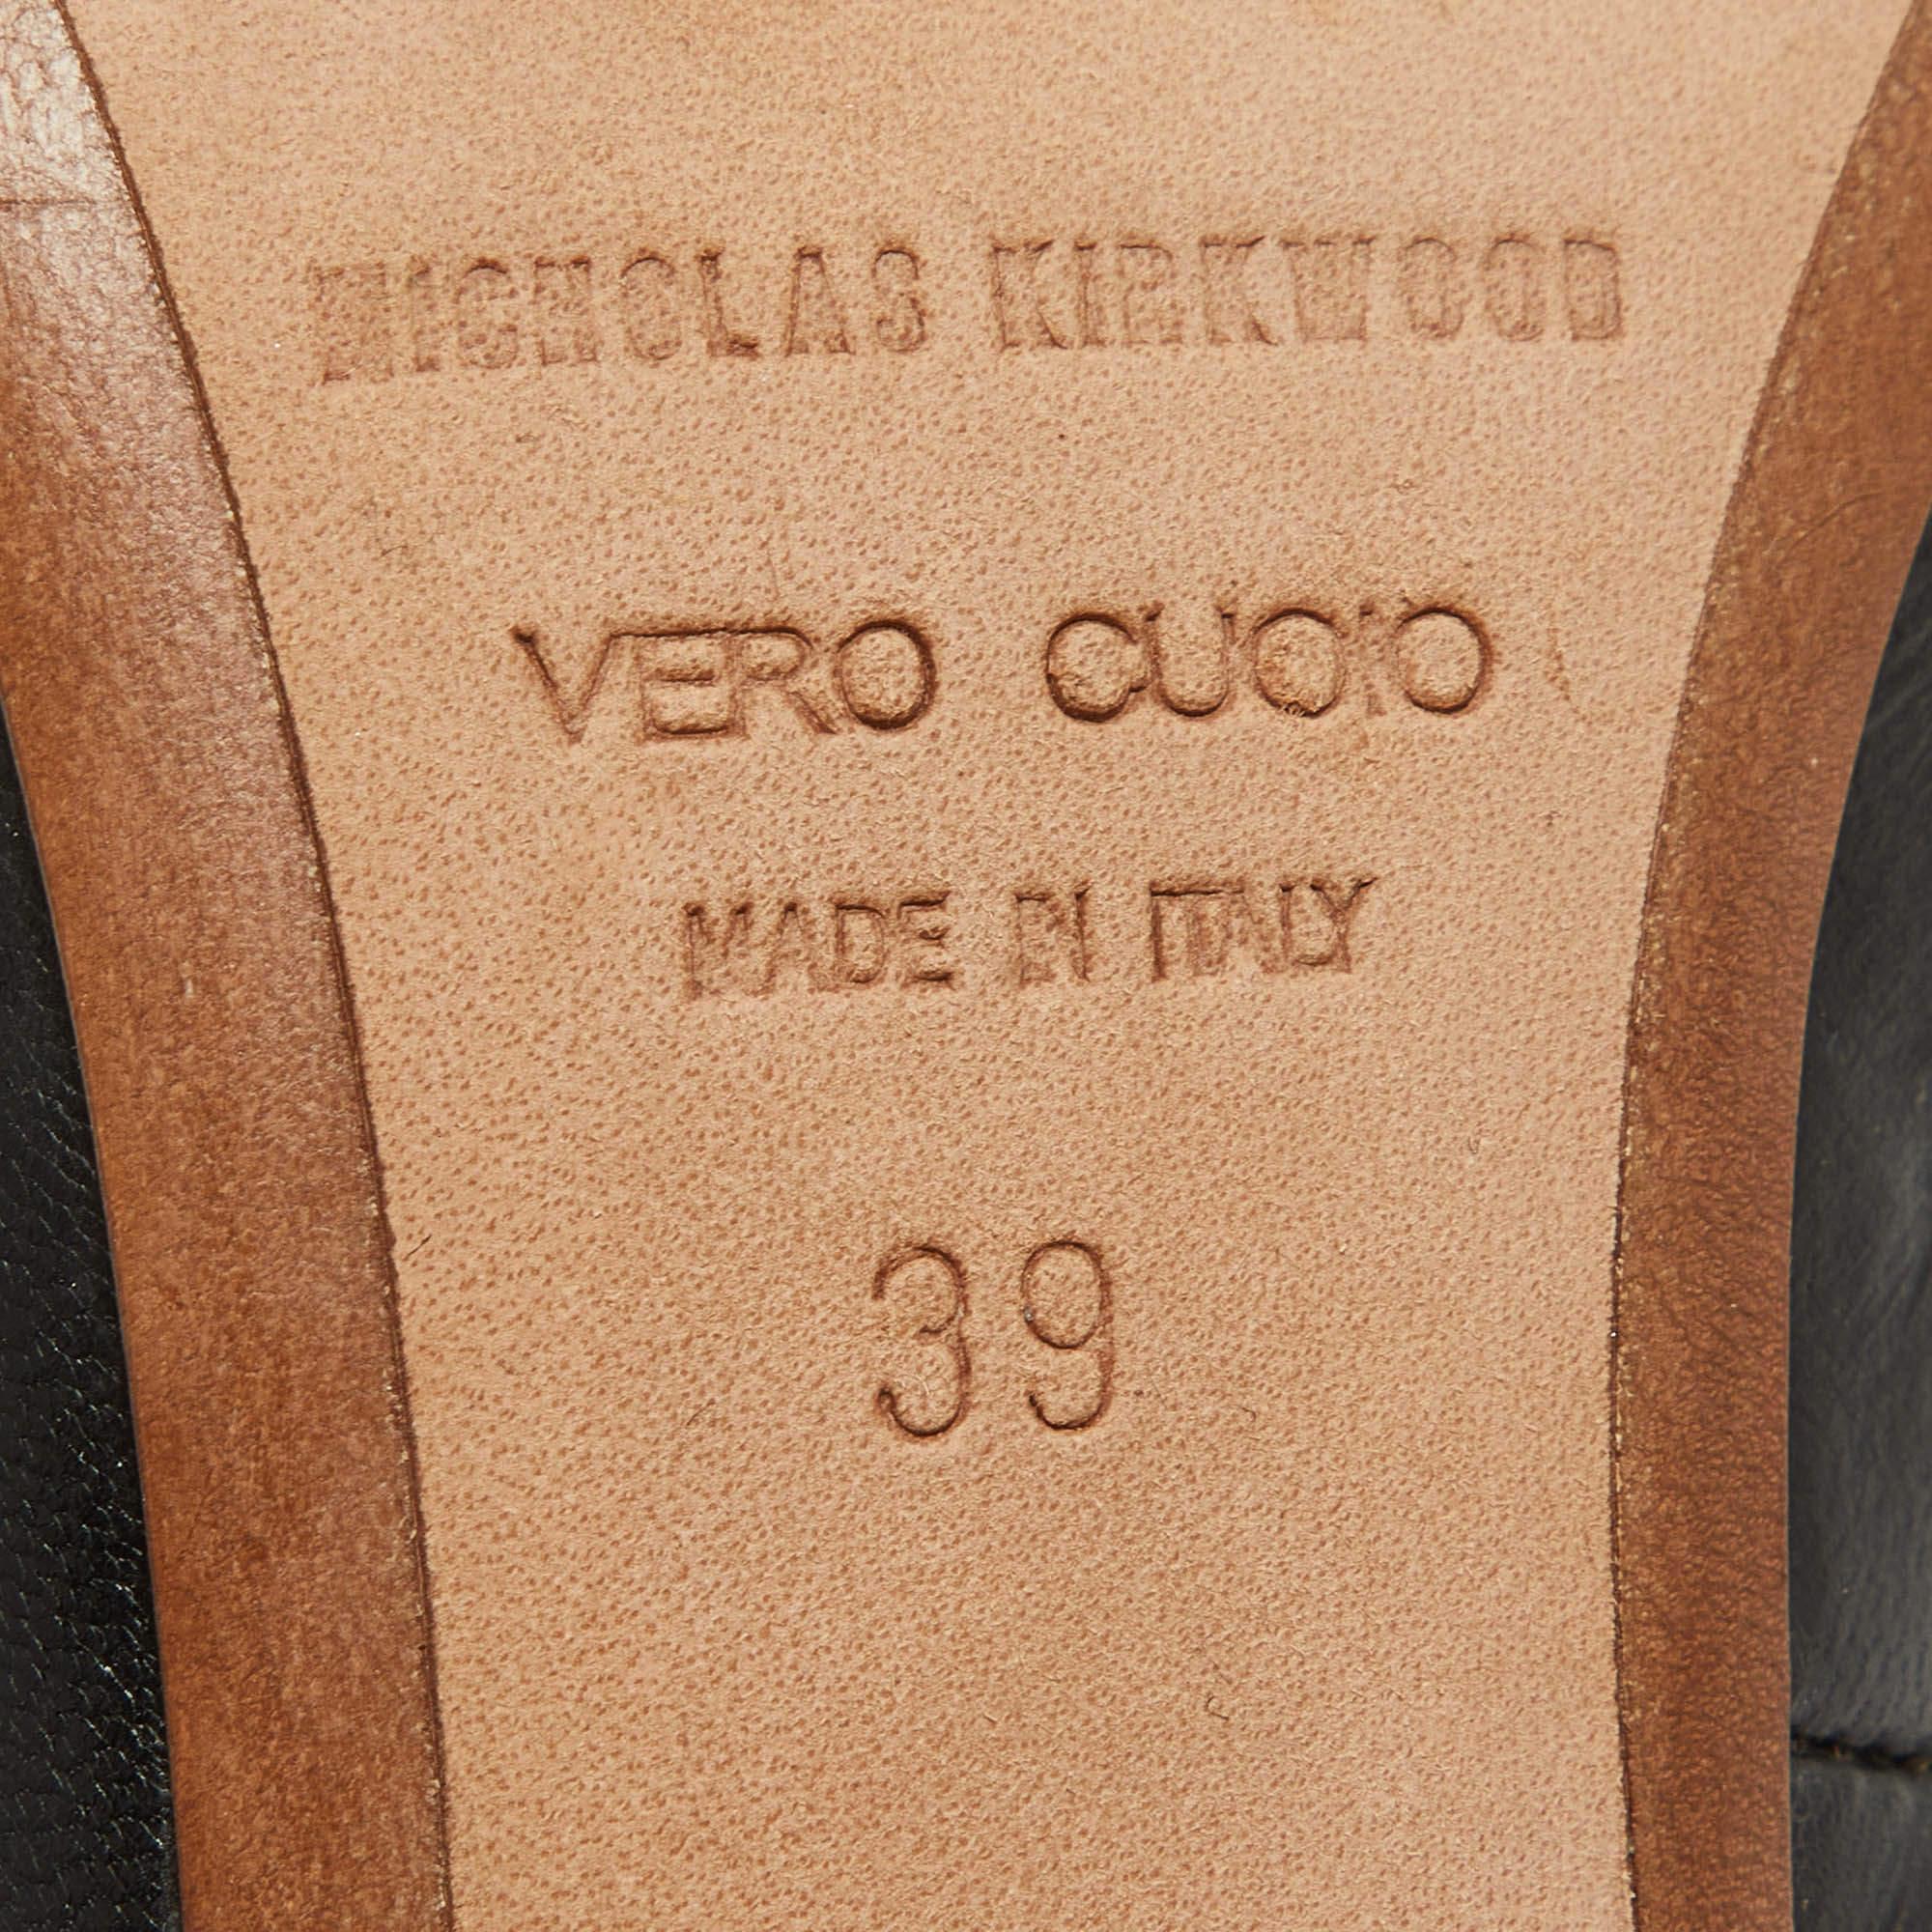 NICHOLAS KIRKWOOD
VERO CUOIO
MADE IN ITALY
39